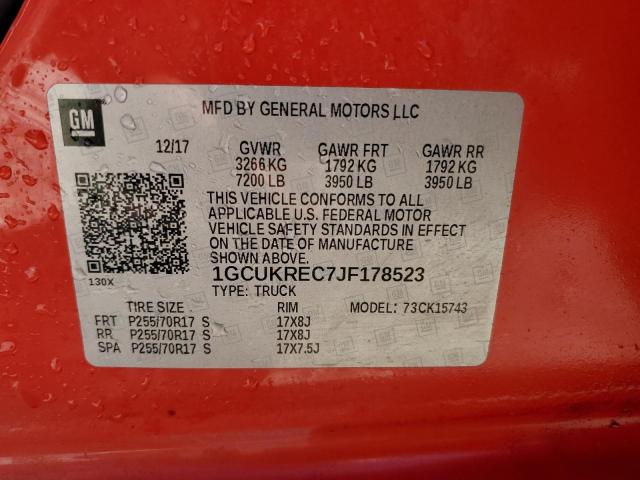 GM
MFD BY GENERAL MOTORS LLC
12/17 GVWR GAWR FRT GAWR RR
3266 KG 1792 KG 1792 KG
7200 LB 3950 LB 3950 LB
THIS VEHICLE CONFORMS TO ALL
APPLICABLE U.S. FEDERAL MOTOR
VEHICLE SAFETY STANDARDS IN EFFECT
ON THE DATE OF MANUFACTURE
SHOWN ABOVE.
130X
1GCUKREC7JF178523
TYPE: TRUCK MODEL: 73CK15743
TIRE SIZE RIM
FRT P255/70R17 S 17X8J
RR P255/70R17 S 17X8J
SPA P255/70R17 S 17X7.5J